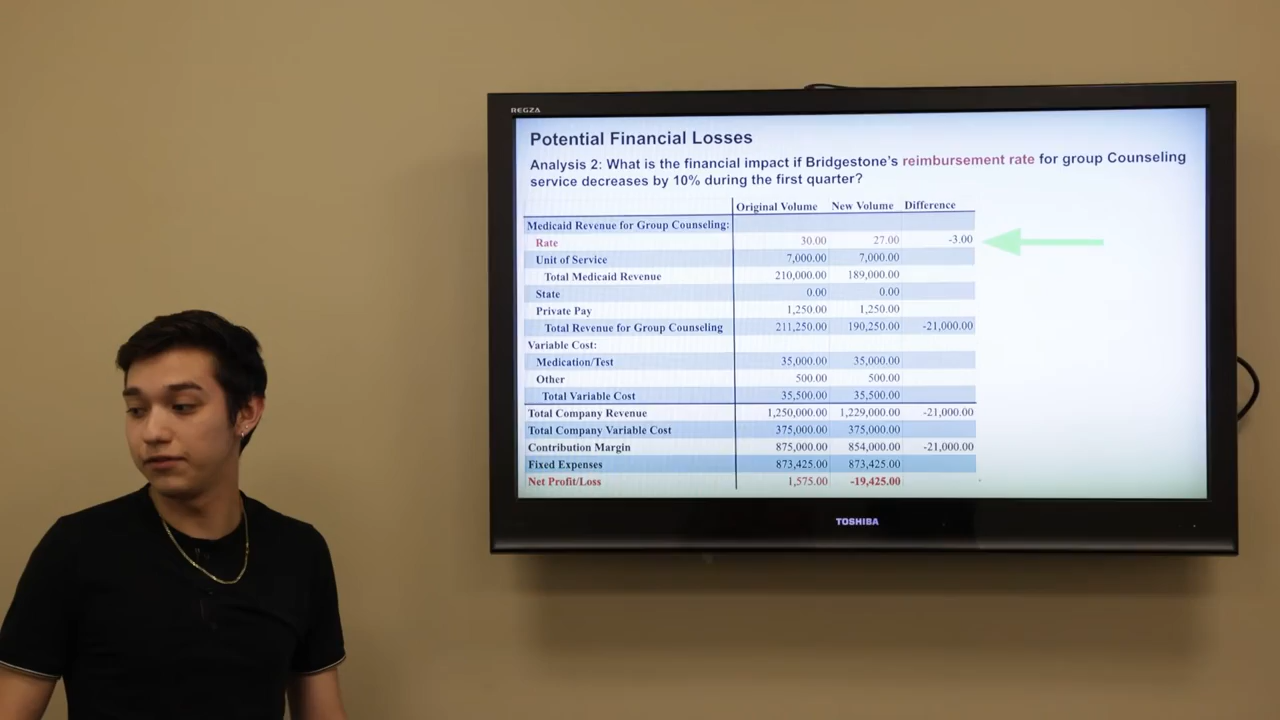 REGZA
Potential Financial Losses
Analysis 2: What is the financial impact if Bridgestone's reimbursement rate for group Counseling
service decreases by 10% during the first quarter?
Original Volume New Volume Difference
Medicaid Revenue for Group Counseling:
Rate 30.00 27.00 -3.00
Unit of Service 7,000.00 7,000.00
Total Medicaid Revenue 210,000.00 189,000.00
State 0.00 0.00
Private Pay 1,250.00 1,250.00
Total Revenue for Group Counseling 211,250.00 190,250.00 -21,000.00
Variable Cost:
Medication/Test 35,000.00 35,000.00
Other 500.00 500.00
Total Variable Cost 35,500.00 35,500.00
Total Company Revenue 1,250,000.00 1,229,000.00 -21,000.00
Total Company Variable Cost 375,000.00 375,000.00
Contribution Margin 875,000.00 854,000.00 -21,000.00
Fixed Expenses 873,425.00 873,425.00
Net Profit/Loss 1,575.00 -19,425.00
TOSHIBA